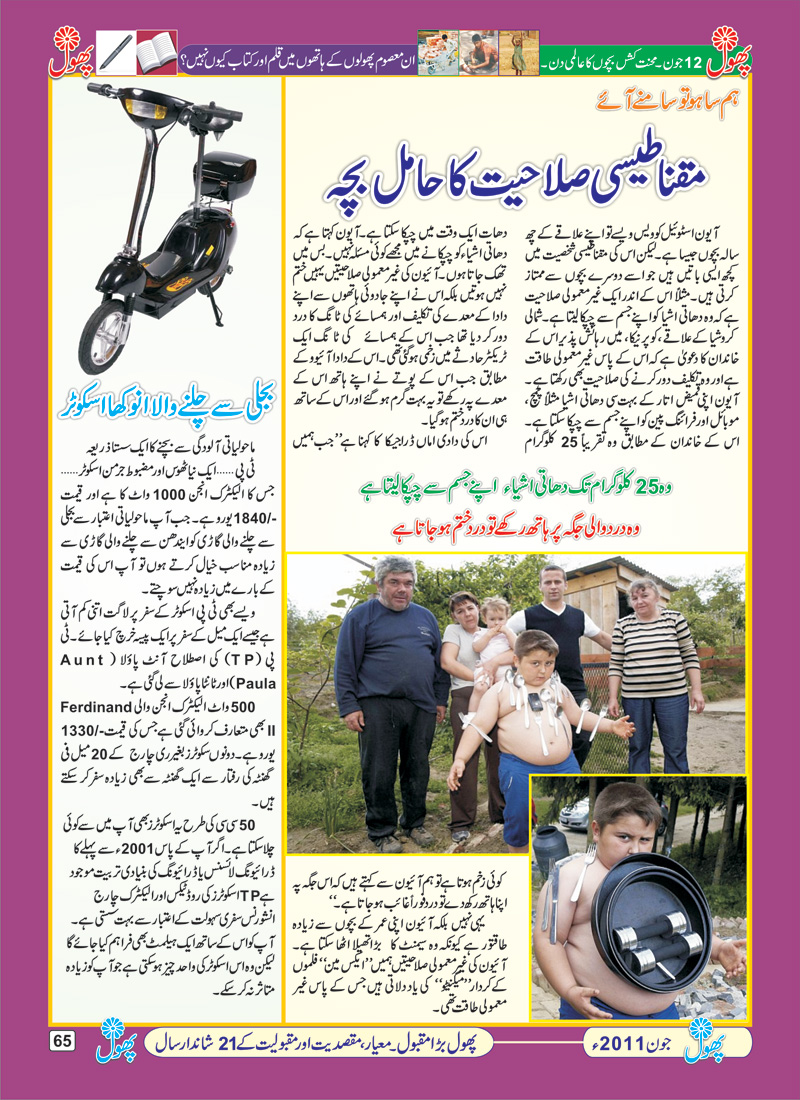 پھول
12 جون۔ محنت کش بچوں کا عالمی دن۔
ان معصوم پھولوں کے ہاتھوں میں قلم اور کتاب کیوں نہیں؟
پھول
ہم سا ہو تو سامنے آئے
مقناطیسی صلاحیت کا حامل بچہ
آیون اسٹوئیل کووویس ویسے تو اپنے علاقے کے چھ
سالہ بچوں جیسا ہے۔ لیکن اس کی مقناطیسی شخصیت میں
کچھ ایسی باتیں ہیں جو اسے دوسرے بچوں سے ممتاز
کرتی ہیں۔ مثلاً اس کے اندر ایک غیر معمولی صلاحیت
ہے کہ وہ دھاتی اشیا کو اپنے جسم سے چپکا لیتا ہے۔ شمالی
کروشیا کے علاقے، کوپرنیکا، میں رہائش پذیر اس کے
خاندان کا دعویٰ ہے کہ اس کے پاس غیر معمولی طاقت
ہے اور وہ تکلیف دور کرنے کی صلاحیت بھی رکھتا ہے۔
آیون اپنی قمیض اتار کے بہت سی دھاتی اشیا مثلاً چمچ،
موبائل اور فرائنگ پین کو اپنے جسم سے چپکا سکتا ہے۔
اس کے خاندان کے مطابق وہ تقریباً 25 کلوگرام
دھات ایک وقت میں چپکا سکتا ہے۔ آیون کہتا ہے کہ
دھاتی اشیاء کو چپکانے میں مجھے کوئی مسئلہ نہیں۔ بس میں
تھک جاتا ہوں۔ آئیون کی غیر معمولی صلاحیتیں یہیں ختم
نہیں ہوتیں بلکہ اس نے اپنے جادوئی ہاتھوں سے اپنے
دادا کے معدے کی تکلیف اور ہمسائے کی ٹانگ کا درد
دور کر دیا تھا جب اس کے ہمسائے کی ٹانگ ایک
ٹریکٹر حادثے میں زخمی ہو گئی تھی۔ اس کے دادا آئیوو کے
مطابق جب اس کے پوتے نے اپنے ہاتھ اس کے
معدے پہ رکھے تو یہ بہت گرم ہو گئے اور اس کے ساتھ
ہی ان کا درد ختم ہو گیا۔
اس کی دادی اماں ڈراجیکا کا کہنا ہے ”جب ہمیں
وہ 25 کلوگرام تک دھاتی اشیاء اپنے جسم سے چپکا لیتا ہے
وہ درد والی جگہ پر ہاتھ رکھے تو درد ختم ہو جاتا ہے
کوئی زخم ہوتا ہے تو ہم آئیون سے کہتے ہیں کہ اس جگہ پہ
اپنا ہاتھ رکھ دے تو درد فوراً غائب ہو جاتا ہے۔“
یہی نہیں بلکہ آئیون اپنی عمر کے بچوں سے زیادہ
طاقتور ہے کیونکہ وہ سیمنٹ کا بڑا تھیلا اٹھا سکتا ہے۔
آئیون کی غیر معمولی صلاحیتیں ہمیں ”ایکس مین“ فلموں
کے کردار ”میگنیٹو“ کی یاد دلاتی ہیں جس کے پاس غیر
معمولی طاقت تھی۔
بجلی سے چلنے والا انوکھا اسکوٹر
ماحولیاتی آلودگی سے بچنے کا ایک سستا ذریعہ
ٹی پی......ایک نیا ٹھوس اور مضبوط جرمن اسکوٹر......
جس کا الیکٹرک انجن 1000 واٹ کا ہے اور قیمت
1840/- یورو ہے۔ جب آپ ماحولیاتی اعتبار سے بجلی
سے چلنے والی گاڑی کو ایندھن سے چلنے والی گاڑی سے
زیادہ مناسب خیال کرتے ہوں تو آپ اس کی قیمت
کے بارے میں زیادہ نہیں سوچتے۔
ویسے بھی ٹی پی اسکوٹر کے سفر پر لاگت اتنی کم آتی
ہے جیسے ایک میل کے سفر پر ایک پیسہ خرچ کیا جائے۔ ٹی
پی (TP) کی اصطلاح آنٹ پاؤلا (Aunt
Paula) اور ٹانٹا پاؤلا سے لی گئی ہے۔
500 واٹ الیکٹرک انجن والی Ferdinand
II بھی متعارف کروائی گئی ہے جس کی قیمت 1330/-
یورو ہے۔ دونوں سکوٹرز بغیر ری چارج کے 20 میل فی
گھنٹہ کی رفتار سے ایک گھنٹہ سے بھی زیادہ سفر کر سکتے
ہیں۔
50 سی سی کی طرح یہ اسکوٹرز بھی آپ میں سے کوئی
چلا سکتا ہے۔ اگر آپ کے پاس 2001ء سے پہلے کا
ڈرائیونگ لائسنس یا ڈرائیونگ کی بنیادی تربیت موجود
ہے TP اسکوٹرز کی روڈ ٹیکس اور الیکٹرک چارج
انشورنس سفری سہولت کے اعتبار سے بہت سستی ہے۔
آپ کو اس کے ساتھ ایک ہیلمٹ بھی فراہم کیا جائے گا
لیکن وہ اس اسکوٹر کی واحد چیز ہو سکتی ہے جو آپ کو زیادہ
متاثر نہ کر سکے۔
پھول
جون 2011ء
پھول بڑا مقبول۔ معیار، مقصدیت اور مقبولیت کے 21 شاندار سال
پھول
65